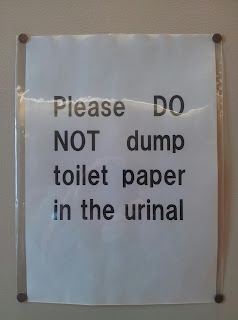 Please DO
NOT dump
toilet paper
in the urinal